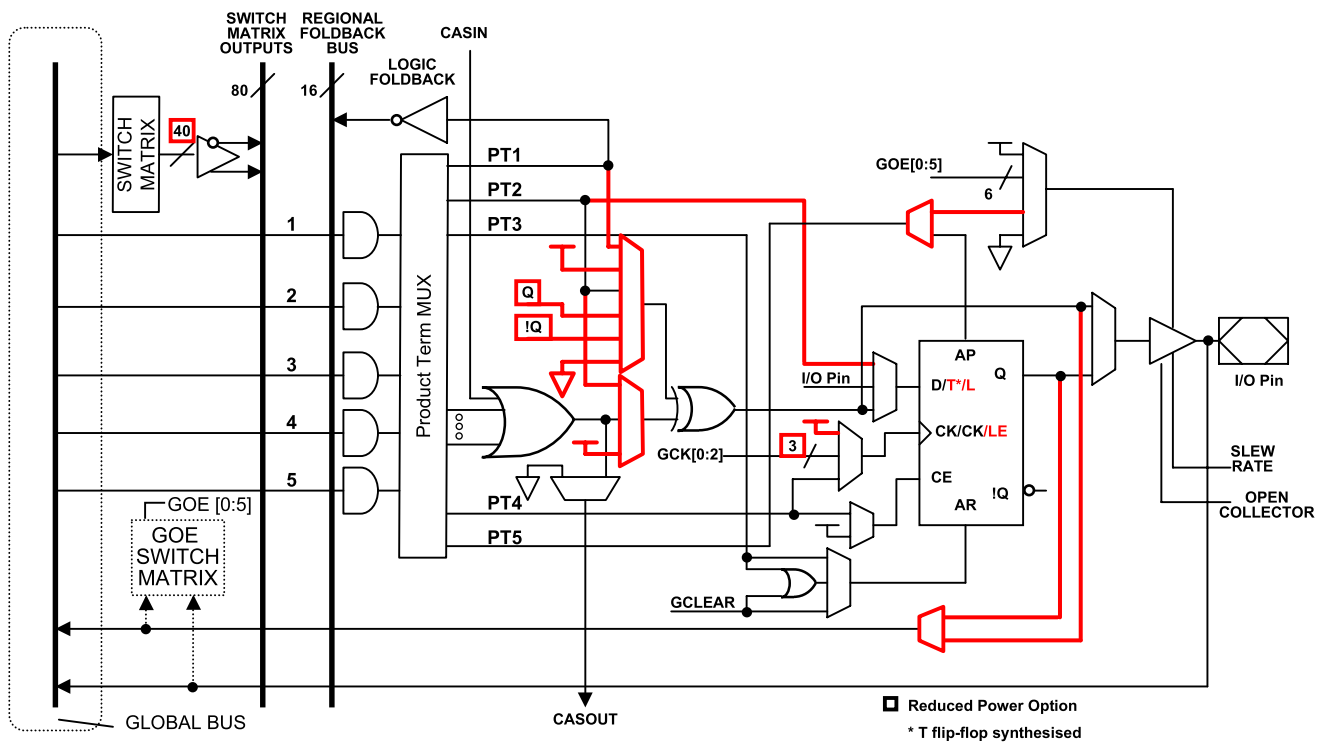 SWITCH
MATRIX
OUTPUTS
REGIONAL
FOLDBACK
BUS
CASIN
LOGIC
FOLDBACK
80
16
SWITCH
MATRIX
40
PT1
PT2
PT3
GOE[0:5]
6
1
2
3
4
5
Product Term MUX
Q
!Q
I/O Pin
AP
Q
D/T*/L
CK/CK/LE
CE
!Q
AR
I/O Pin
GCK[0:2]
3
SLEW
RATE
OPEN
COLLECTOR
PT4
PT5
GOE [0:5]
GOE
SWITCH
MATRIX
GCLEAR
GLOBAL BUS
CASOUT
Reduced Power Option
* T flip-flop synthesised